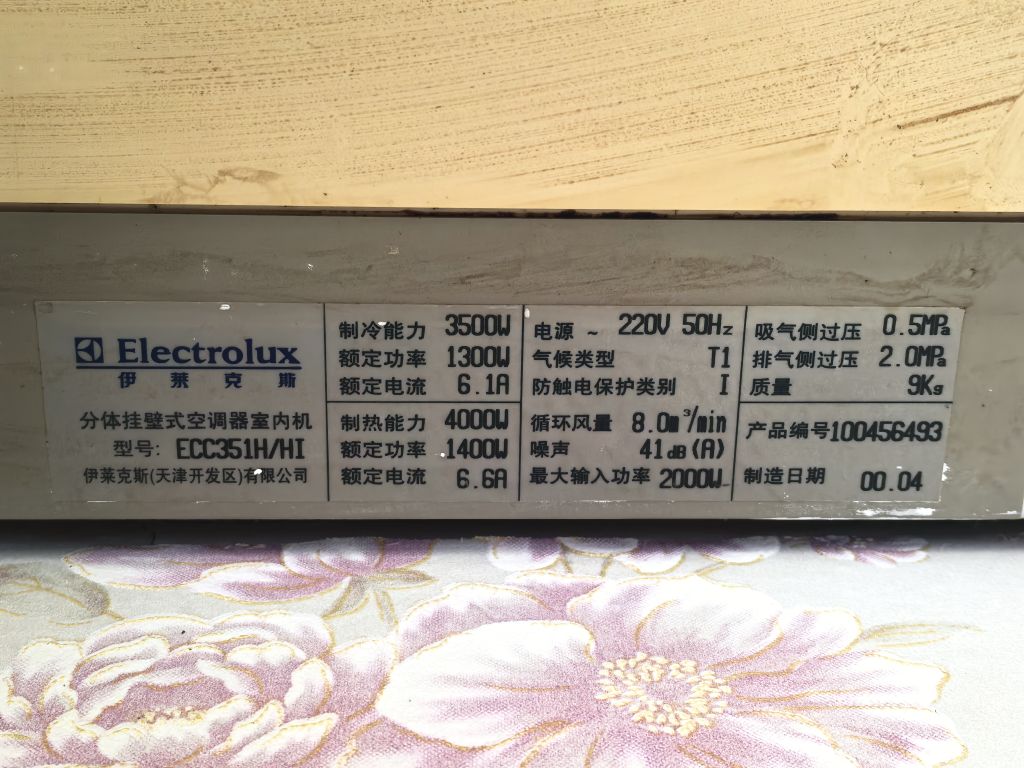 Electrolux
伊莱克斯
分体挂壁式空调器室内机
型号: ECC351H/HI
伊莱克斯(天津开发区)有限公司
制冷能力 3500W
额定功率 1300W
额定电流 6.1A
制热能力 4000W
额定功率 1400W
额定电流 6.6A
电源 ~ 220V 50Hz
气候类型 T1
防触电保护类别 I
循环风量 8.0m³/min
噪声 41dB(A)
最大输入功率 2000W
吸气侧过压 0.5MPa
排气侧过压 2.0MPa
质量 9Kg
产品编号100456493
制造日期 00.04